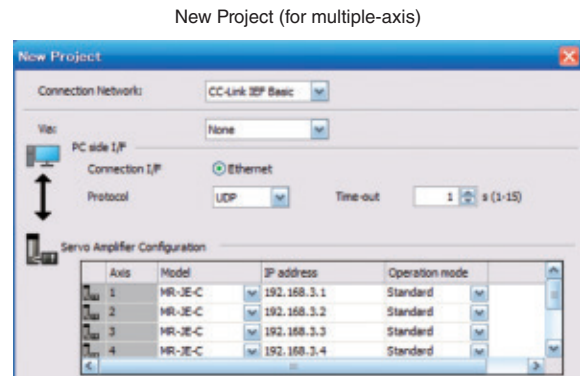 New Project (for multiple-axis)
New Project
Connection Network: CC-Link IEF Basic
Via: None
PC side I/F
Connection I/F Ethernet
Protocol UDP Time-out 1 s (1-15)
Servo Amplifier Configuration
Axis Model IP address Operation mode
1 MR-JE-C 192.168.3.1 Standard
2 MR-JE-C 192.168.3.2 Standard
3 MR-JE-C 192.168.3.3 Standard
4 MR-JE-C 192.168.3.4 Standard